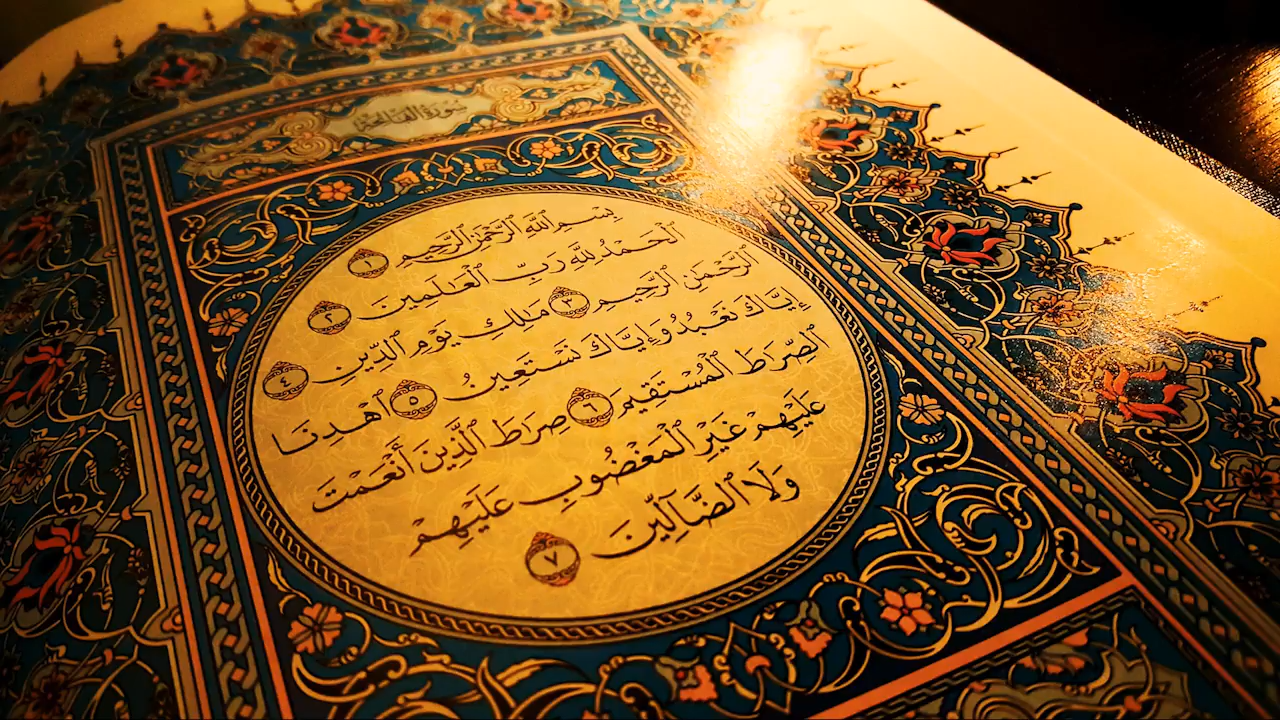 سُورَةُ الفَاتِحَةِ
بِسْمِ ٱللَّهِ ٱلرَّحْمَٰنِ ٱلرَّحِيمِ ١
ٱلْحَمْدُ لِلَّهِ رَبِّ ٱلْعَٰلَمِينَ ٢
ٱلرَّحْمَٰنِ ٱلرَّحِيمِ ٣ مَٰلِكِ يَوْمِ ٱلدِّينِ ٤
إِيَّاكَ نَعْبُدُ وَإِيَّاكَ نَسْتَعِينُ ٥ ٱهْدِنَا
ٱلصِّرَٰطَ ٱلْمُسْتَقِيمَ ٦ صِرَٰطَ ٱلَّذِينَ أَنْعَمْتَ
عَلَيْهِمْ غَيْرِ ٱلْمَغْضُوبِ عَلَيْهِمْ
وَلَا ٱلضَّآلِّينَ ٧